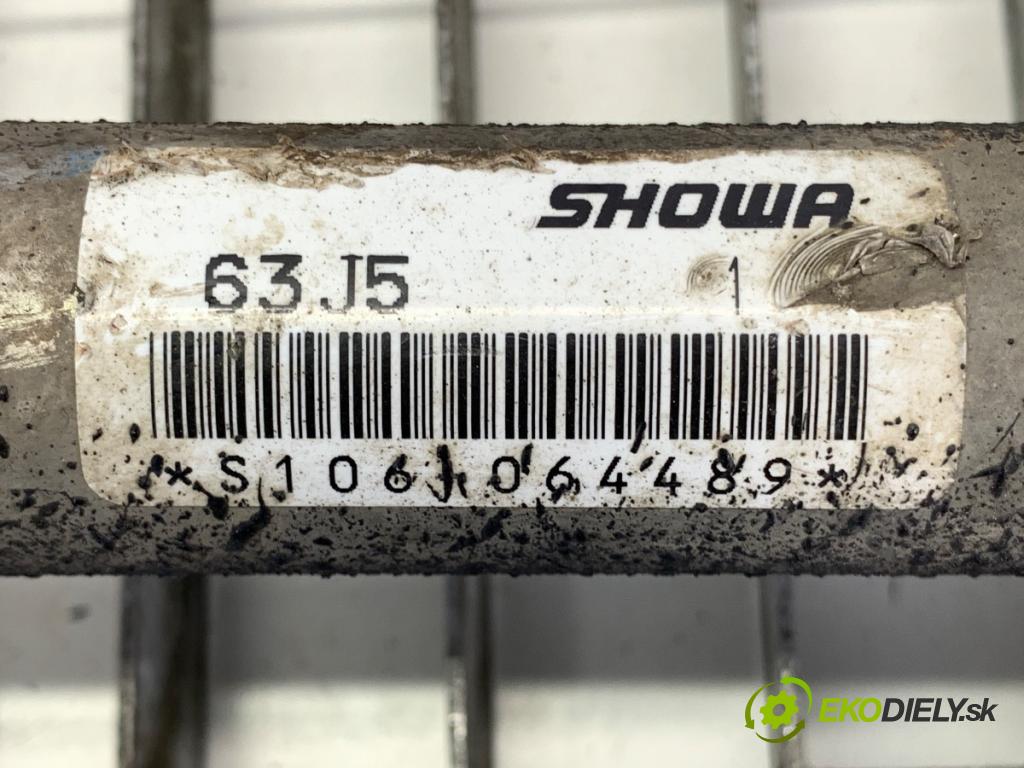 SHOWA
63J5 1
*S106J064489*
EKODIELY.sk